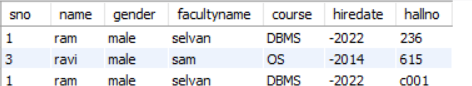 sno name gender facultyname course hiredate hallno
1 ram male selvan DBMS -2022 236
3 ravi male sam OS -2014 615
1 ram male selvan DBMS -2022 c001